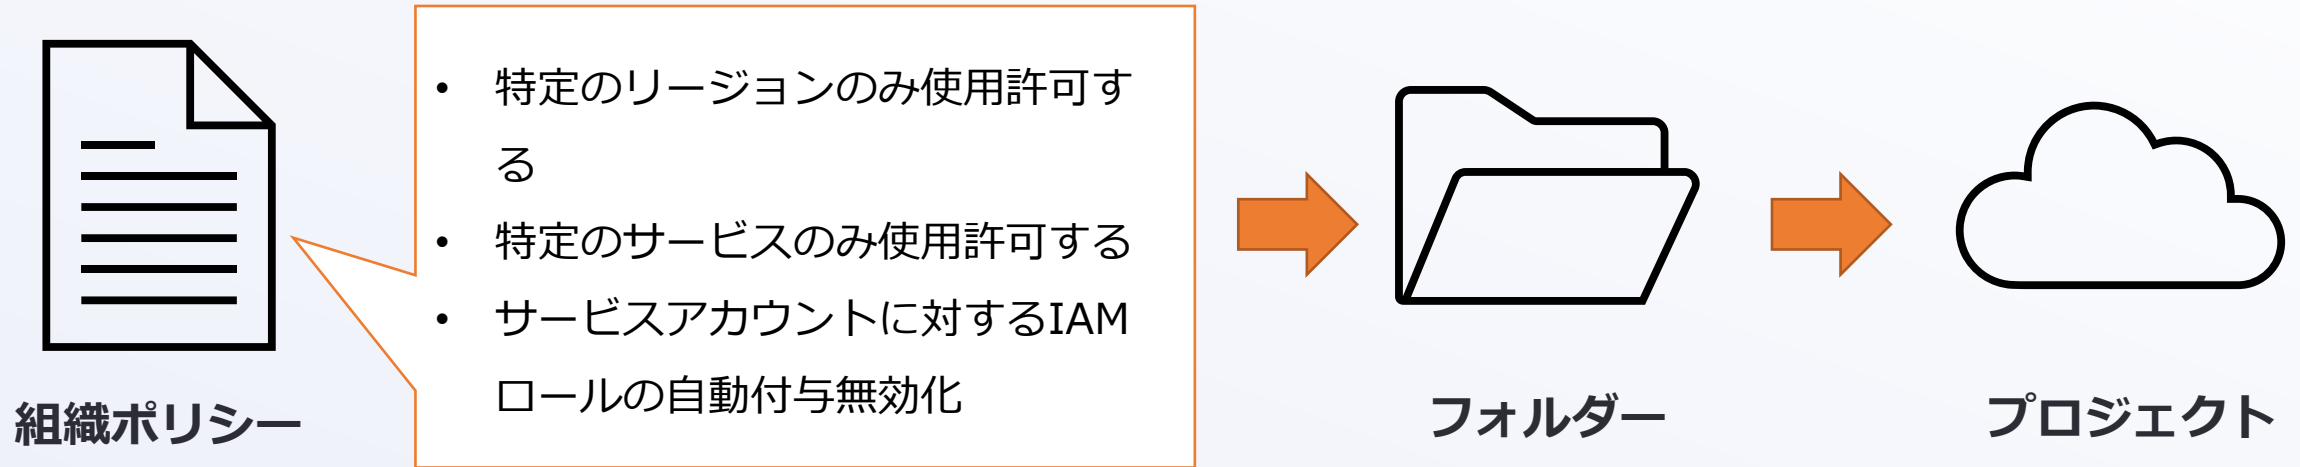 • 特定のリージョンのみ使用許可す
る
• 特定のサービスのみ使用許可する
• サービスアカウントに対するIAM
ロールの自動付与無効化
組織ポリシー
フォルダー
プロジェクト